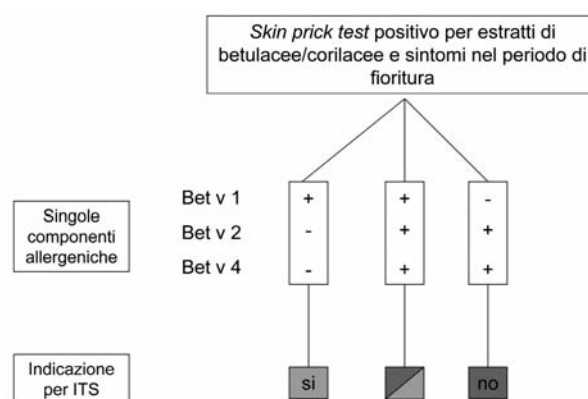 Skin prick test positivo per estratti di
betulacee/corilacee e sintomi nel periodo di
fioritura
Singole
componenti
allergeniche
Bet v 1 + + -
Bet v 2 - + +
Bet v 4 - + +
Indicazione
per ITS
si no